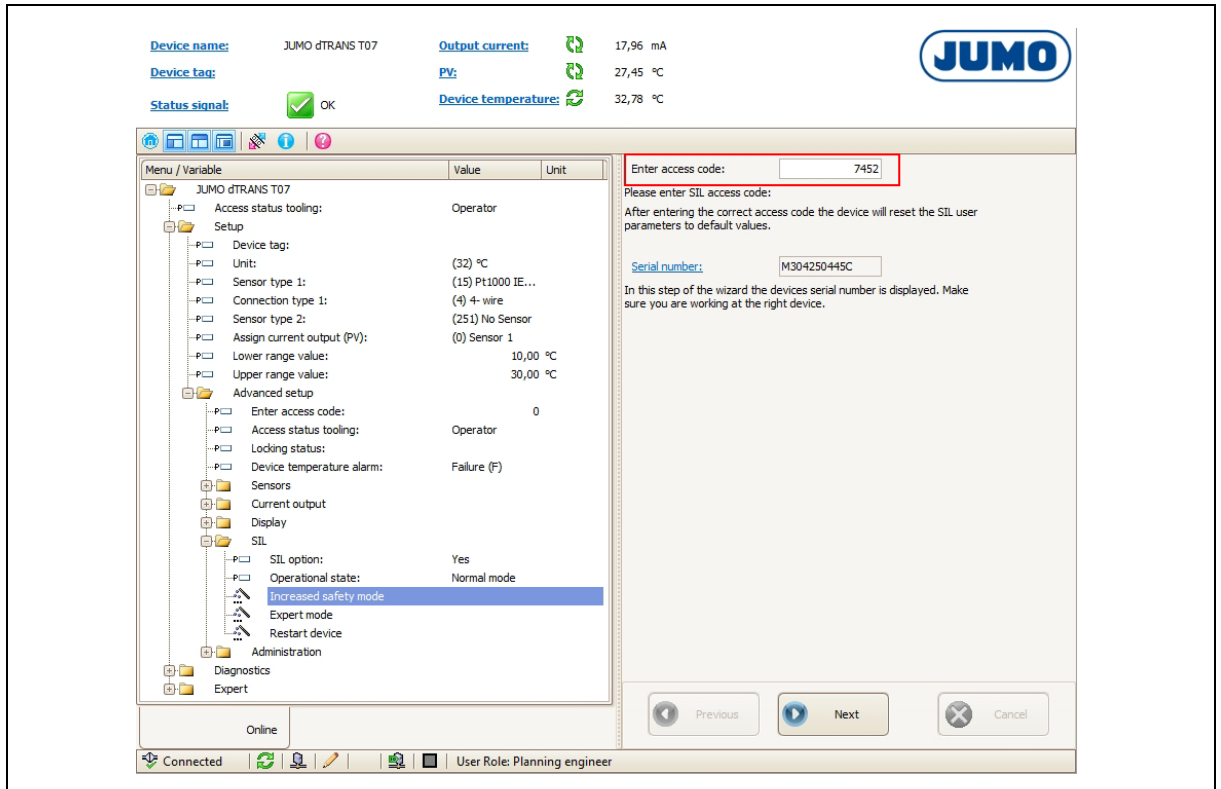 Device name: JUMO dTRANS T07 Output current: 17,96 mA
JUMO
Device tag: PV: 27,45 °C
Status signal: OK Device temperature: 32,78 °C
Menu / Variable Value Unit
JUMO dTRANS T07
Access status tooling: Operator
Setup
Device tag:
Unit: (32) °C
Sensor type 1: (15) Pt1000 IE...
Connection type 1: (4) 4- wire
Sensor type 2: (251) No Sensor
Assign current output (PV): (0) Sensor 1
Lower range value: 10,00 °C
Upper range value: 30,00 °C
Advanced setup
Enter access code: 0
Access status tooling: Operator
Locking status:
Device temperature alarm: Failure (F)
Sensors
Current output
Display
SIL
SIL option: Yes
Operational state: Normal mode
Increased safety mode
Expert mode
Restart device
Administration
Diagnostics
Expert
Online
Enter access code: 7452
Please enter SIL access code:
After entering the correct access code the device will reset the SIL user
parameters to default values.
Serial number: M304250445C
In this step of the wizard the devices serial number is displayed. Make
sure you are working at the right device.
Previous Next Cancel
Connected User Role: Planning engineer